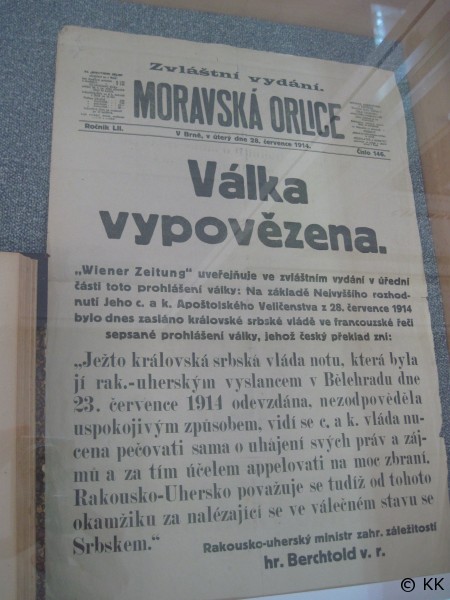 Zvláštní vydání.
MORAVSKÁ ORLICE
Ročník LII.
V Brně, v úterý dne 28. července 1914.
Číslo 145.
Válka
vypovězena.
„Wiener Zeitung" uveřejňuje ve zvláštním vydání v úřední
části toto prohlášení války: Na základě Nejvyššího rozhod-
nutí Jeho c. a k. Apoštolského Veličenstva z 28. července 1914
bylo dnes zasláno královské srbské vládě ve francouzské řeči
sepsané prohlášení války, jehož český překlad zní:
„Ježto královská srbská vláda notu, která byla
jí rak.-uherským vyslancem v Bělehradu dne
23. července 1914 odevzdána, nezodpověděla
uspokojivým způsobem, vidí se c. a k. vláda nu-
cena pečovati sama o uhájení svých práv a záj-
mů a za tím účelem appelovati na moc zbraní.
Rakousko-Uhersko považuje se tudíž od tohoto
okamžiku za nalézající se ve válečném stavu se
Srbskem."
Rakousko-uherský ministr zahr. záležitostí
hr. Berchtold v. r.
© KK